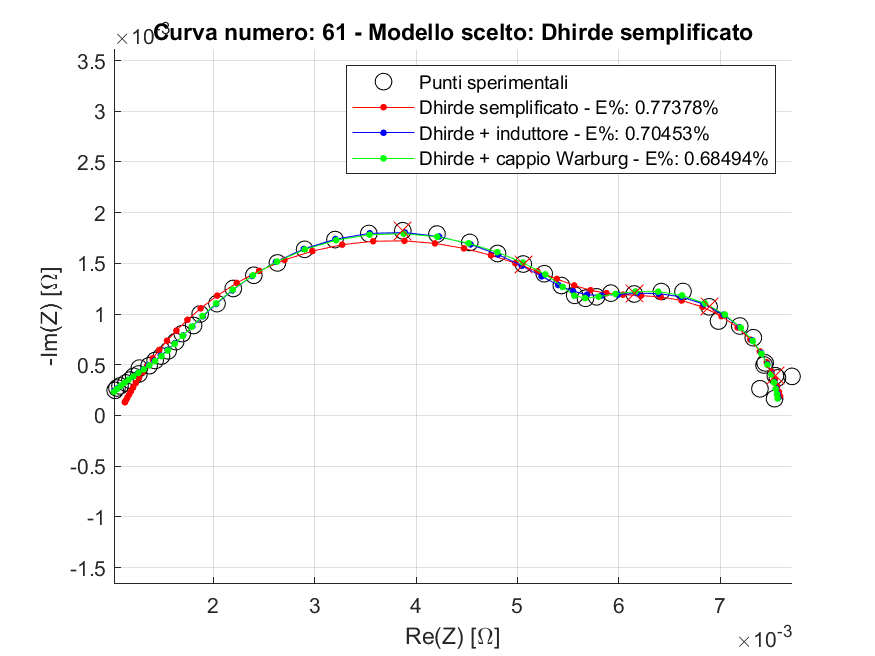 ×10⁻³
Curva numero: 61 - Modello scelto: Dhirde semplificato
Punti sperimentali
Dhirde semplificato - E%: 0.77378%
Dhirde + induttore - E%: 0.70453%
Dhirde + cappio Warburg - E%: 0.68494%
3.5
3
2.5
2
1.5
1
0.5
0
-0.5
-1
-1.5
-Im(Z) [Ω]
2
3
4
5
6
7
Re(Z) [Ω]
×10⁻³